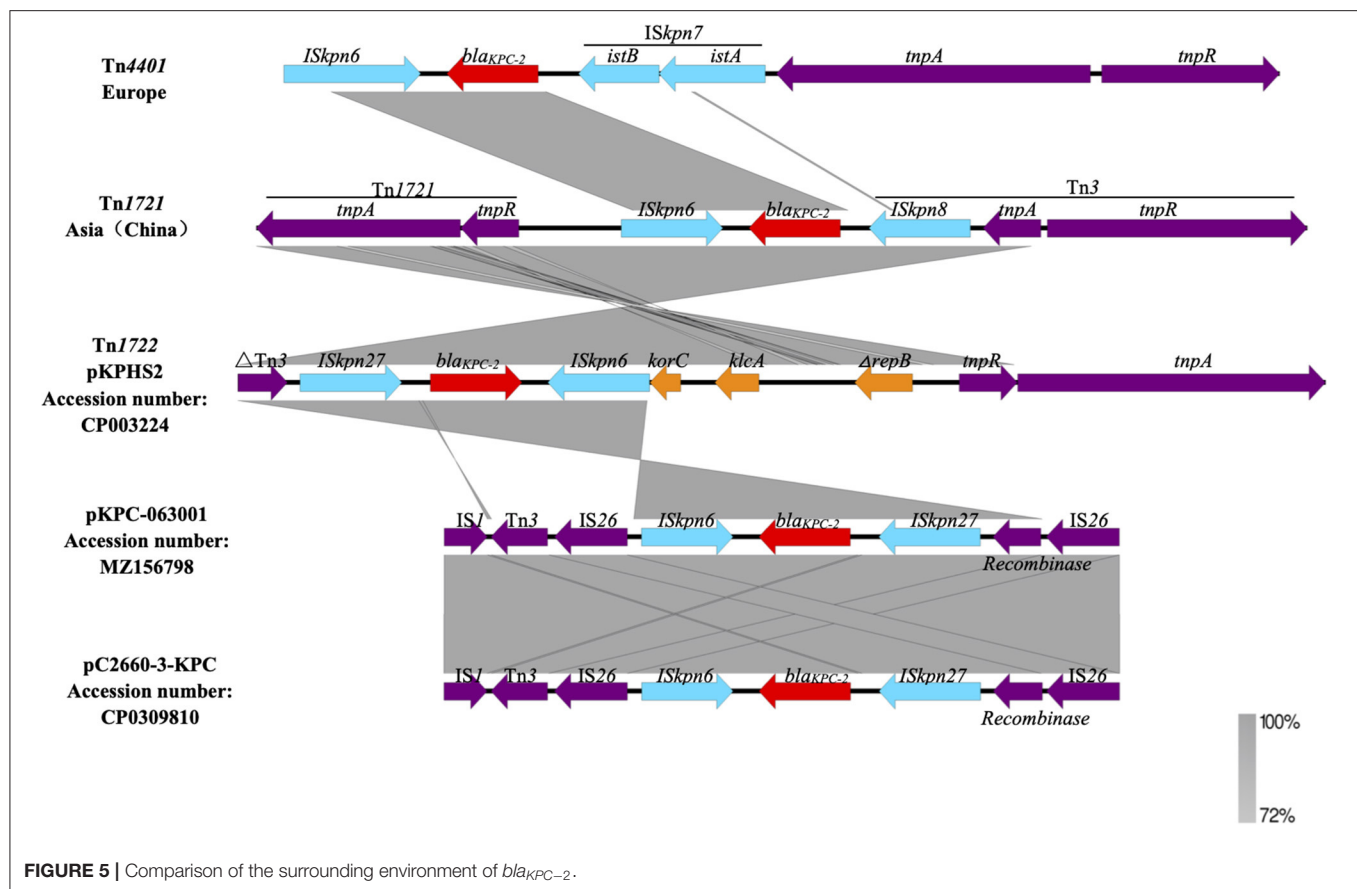 ISkpn7
ISkpn6 blaKPC-2 istB istA tnpA tnpR
Tn4401
Europe
Tn1721 Tn3
tnpA tnpR ISkpn6 blaKPC-2 ISkpn8 tnpA tnpR
Tn1721
Asia（China）
Tn1722
pKPHS2
Accession number:
CP003224
△Tn3 ISkpn27 blaKPC-2 ISkpn6 korC klcA ΔrepB tnpR tnpA
pKPC-063001
Accession number:
MZ156798
IS1 Tn3 IS26 ISkpn6 blaKPC-2 ISkpn27 IS26
Recombinase
pC2660-3-KPC
Accession number:
CP0309810
IS1 Tn3 IS26 ISkpn6 blaKPC-2 ISkpn27 IS26
Recombinase
100%
72%
FIGURE 5 | Comparison of the surrounding environment of blaKPC−2.